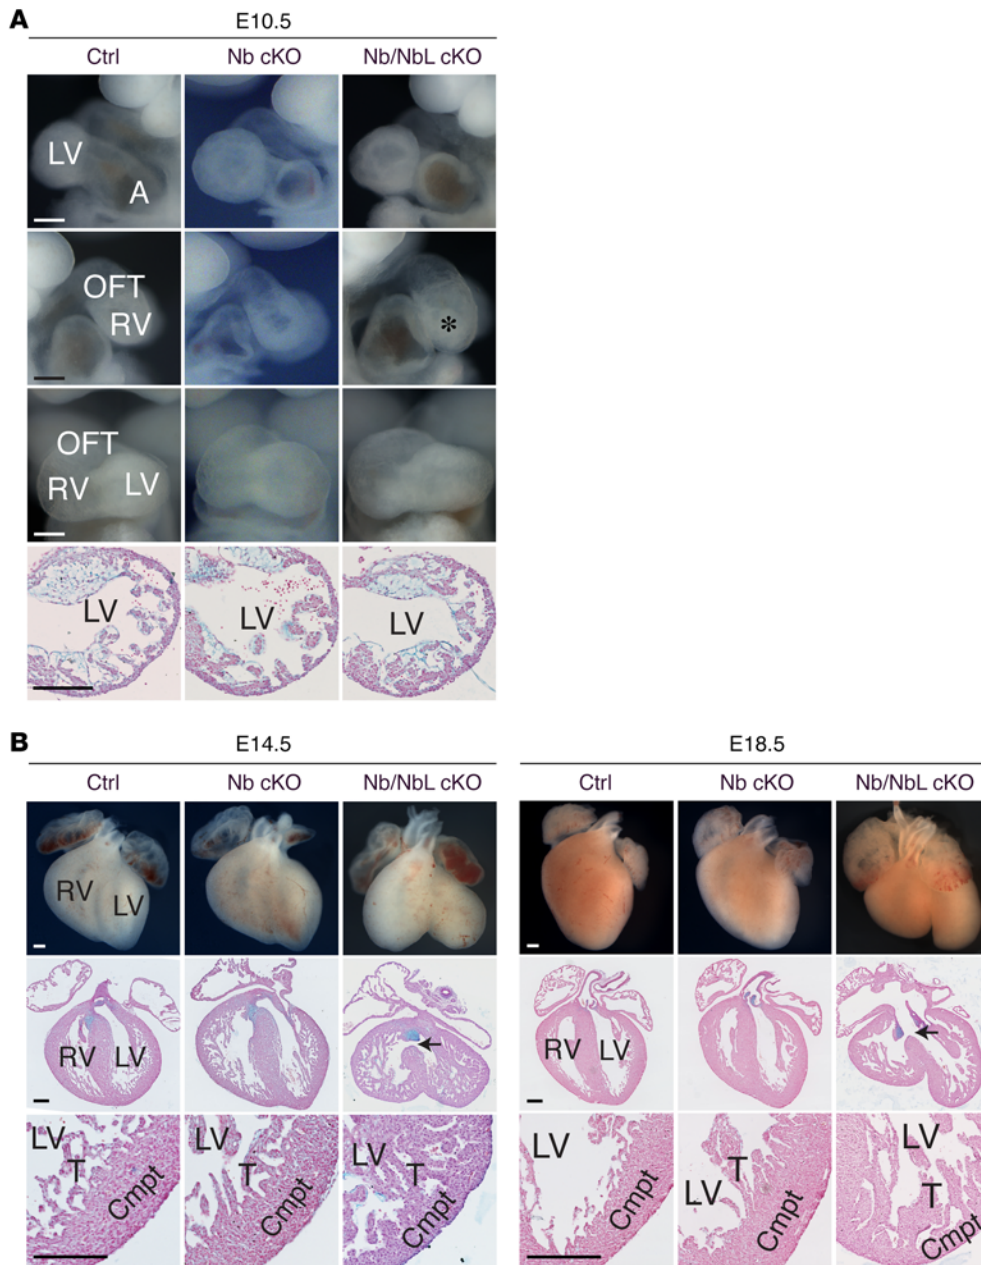 A
E10.5
Ctrl Nb cKO Nb/NbL cKO
LV
A
OFT
RV
*
OFT
RV LV
LV LV LV
B
E14.5 E18.5
Ctrl Nb cKO Nb/NbL cKO Ctrl Nb cKO Nb/NbL cKO
RV LV
RV LV RV LV
LV T Cmpt LV T Cmpt LV T Cmpt LV Cmpt LV T Cmpt LV T Cmpt